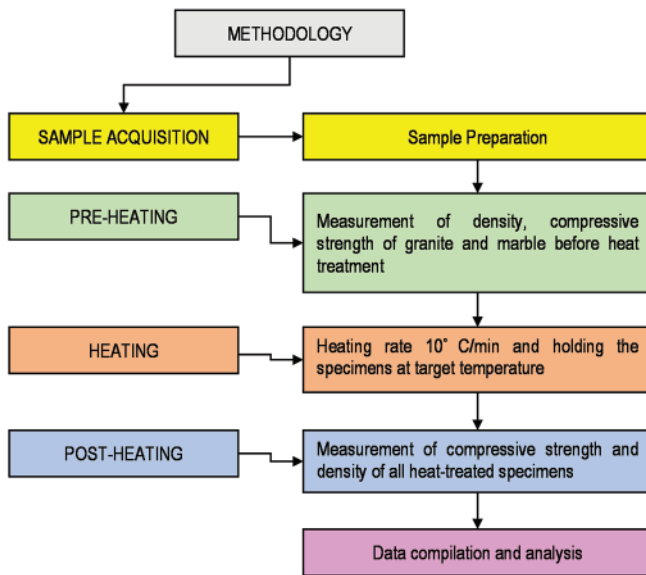 METHODOLOGY
SAMPLE ACQUISITION
Sample Preparation
PRE-HEATING
Measurement of density, compressive
strength of granite and marble before heat
treatment
HEATING
Heating rate 10° C/min and holding the
specimens at target temperature
POST-HEATING
Measurement of compressive strength and
density of all heat-treated specimens
Data compilation and analysis